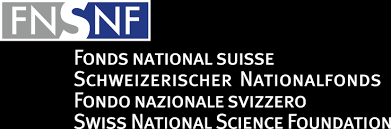 FNSNF
FONDS NATIONAL SUISSE
SCHWEIZERISCHER NATIONALFONDS
FONDO NAZIONALE SVIZZERO
SWISS NATIONAL SCIENCE FOUNDATION